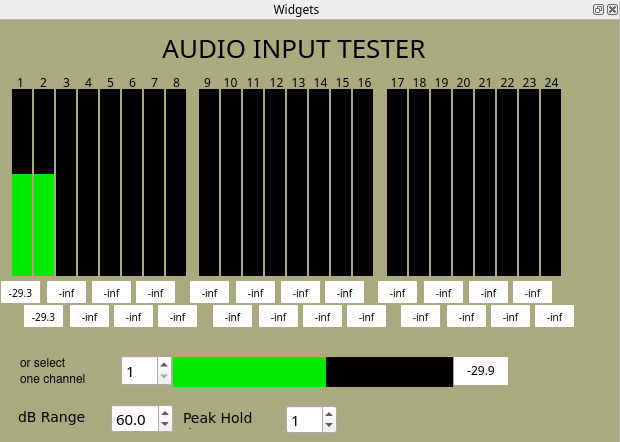 Widgets
AUDIO INPUT TESTER
1 2 3 4 5 6 7 8 9 10 11 12 13 14 15 16 17 18 19 20 21 22 23 24
-29.3 -inf -inf -inf -inf -inf -inf -inf -inf -inf -inf -inf
-29.3 -inf -inf -inf -inf -inf -inf -inf -inf -inf -inf -inf
or select
one channel
1
-29.9
dB Range 60.0 Peak Hold 1